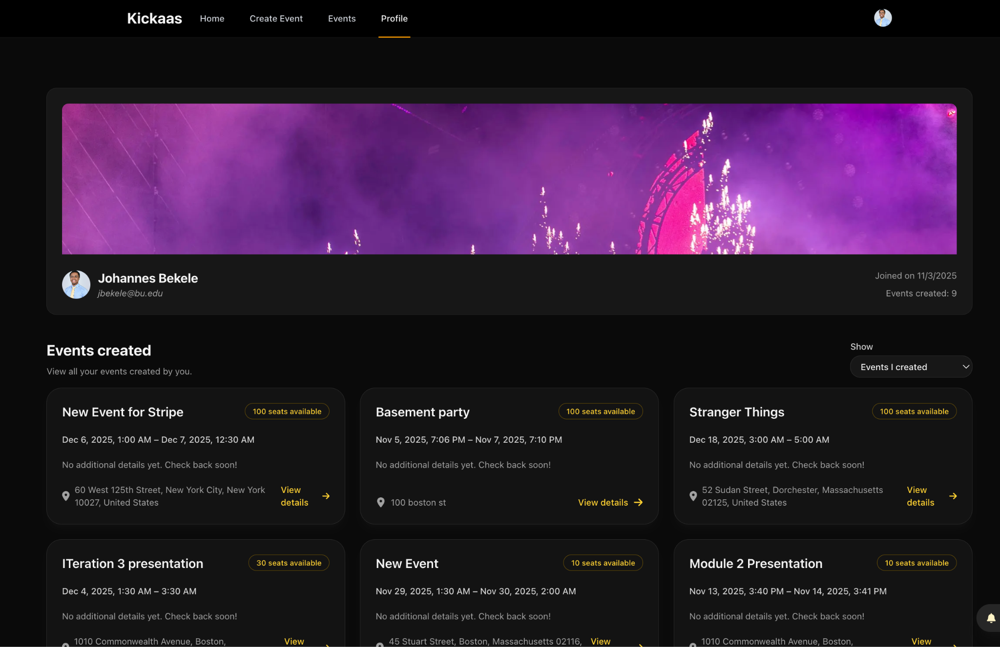 Kickaas
Home
Create Event
Events
Profile
Johannes Bekele
jbekele@bu.edu
Joined on 11/3/2025
Events created: 9
Events created
View all your events created by you.
Show
Events I created
New Event for Stripe
100 seats available
Dec 6, 2025, 1:00 AM – Dec 7, 2025, 12:30 AM
No additional details yet. Check back soon!
60 West 125th Street, New York City, New York
10027, United States
View
details
Basement party
100 seats available
Nov 5, 2025, 7:06 PM – Nov 7, 2025, 7:10 PM
No additional details yet. Check back soon!
100 boston st
View details
Stranger Things
100 seats available
Dec 18, 2025, 3:00 AM – 5:00 AM
No additional details yet. Check back soon!
52 Sudan Street, Dorchester, Massachusetts
02125, United States
View
details
ITeration 3 presentation
30 seats available
Dec 4, 2025, 1:30 AM – 3:30 AM
No additional details yet. Check back soon!
1010 Commonwealth Avenue, Boston,
View
New Event
10 seats available
Nov 29, 2025, 1:30 AM – Nov 30, 2025, 2:00 AM
No additional details yet. Check back soon!
45 Stuart Street, Boston, Massachusetts 02116,
View
Module 2 Presentation
10 seats available
Nov 13, 2025, 3:40 PM – Nov 14, 2025, 3:41 PM
No additional details yet. Check back soon!
1010 Commonwealth Avenue, Boston,
View